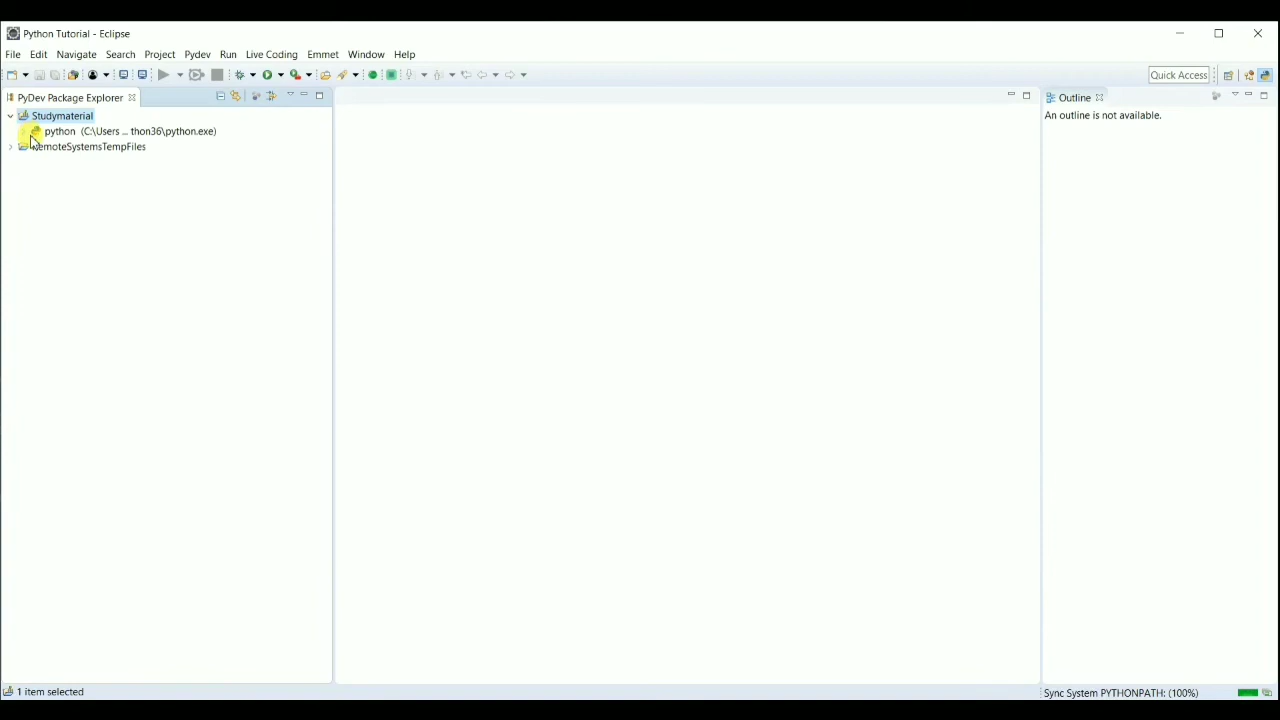 Python Tutorial - Eclipse
File Edit Navigate Search Project Pydev Run Live Coding Emmet Window Help
Quick Access
PyDev Package Explorer
Outline
Studymaterial
An outline is not available.
python (C:\Users ... thon36\python.exe)
RemoteSystemsTempFiles
1 item selected
Sync System PYTHONPATH: (100%)